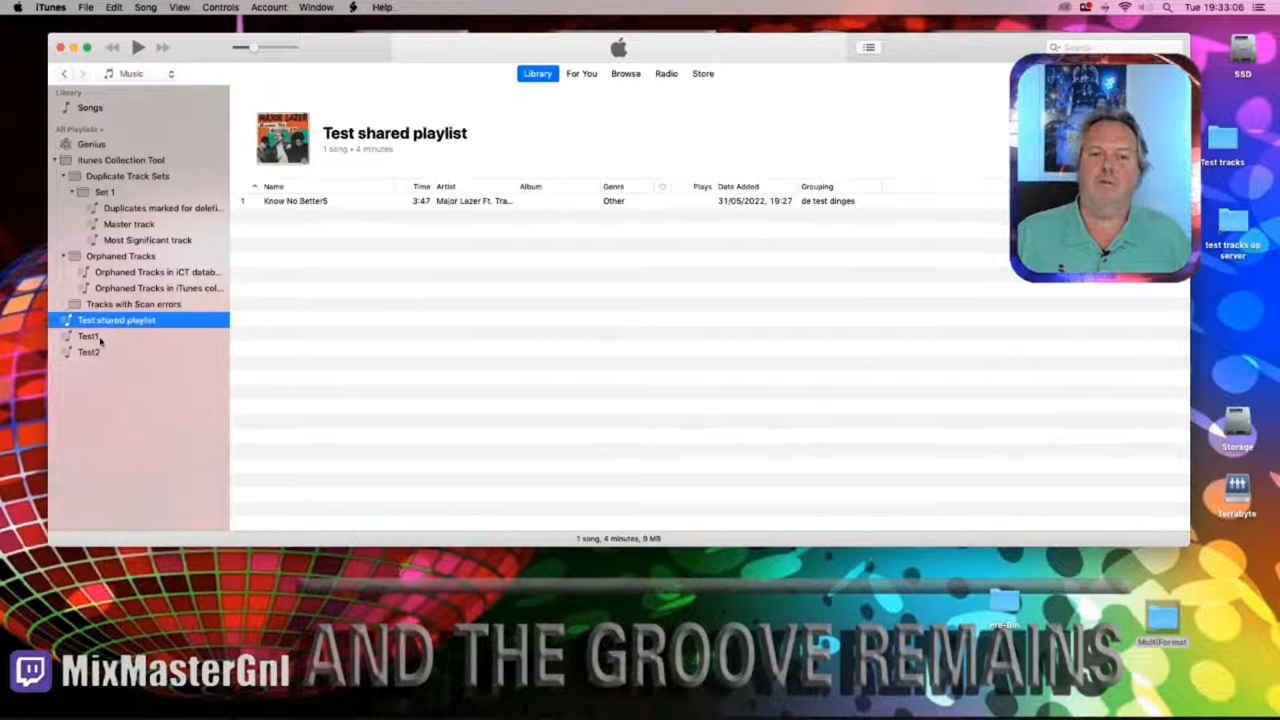 iTunes File Edit Song View Controls Account Window Help
Tue 19:33:06
Search
Music
Library For You Browse Radio Store
Library
Songs
All Playlists
Genius
Itunes Collection Tool
Duplicate Track Sets
Set 1
Duplicates marked for deleti...
Master track
Most Significant track
Orphaned Tracks
Orphaned Tracks in iCT datab...
Orphaned Tracks in iTunes col...
Tracks with Scan errors
Test shared playlist
Test1
Test2
MAJOR LAZER
Test shared playlist
1 song • 4 minutes
Name Time Artist Album Genre Plays Date Added Grouping
1 Know No Better5 3:47 Major Lazer Ft. Tra... Other 31/05/2022, 19:27 de test dinges
1 song, 4 minutes, 9 MB
SSD
Test tracks
test tracks op
server
Storage
Terrabyte
pre-bin
MultiFormat
MixMasterGnl
AND THE GROOVE REMAINS